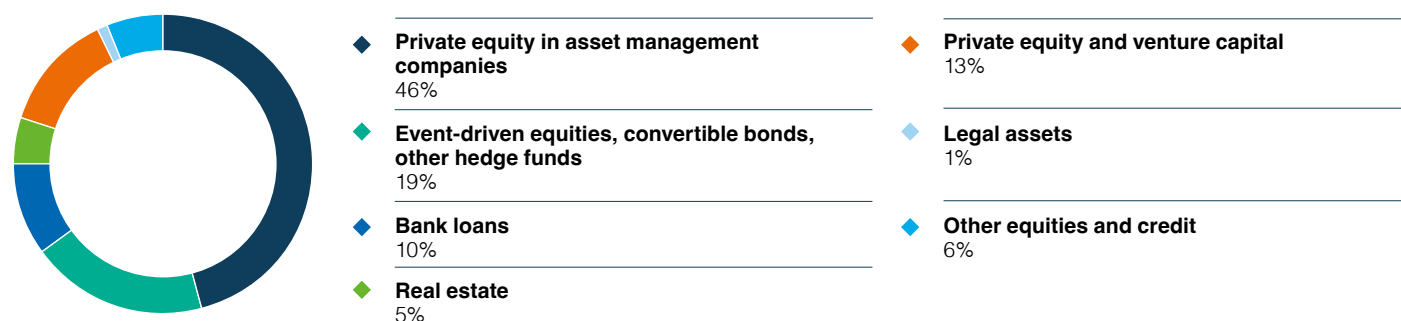 Private equity in asset management
companies
46%
Event-driven equities, convertible bonds,
other hedge funds
19%
Bank loans
10%
Real estate
5%
Private equity and venture capital
13%
Legal assets
1%
Other equities and credit
6%